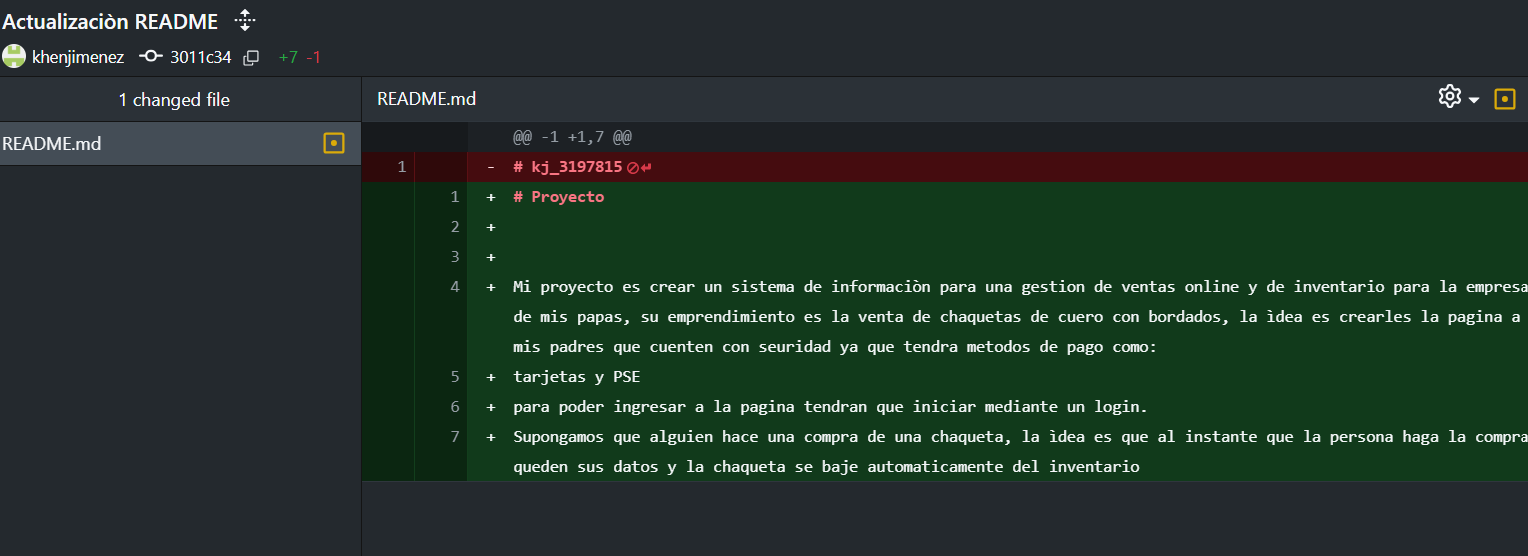 Actualizaciòn README
khenjimenez 3011c34 +7 -1
1 changed file
README.md
README.md
@@ -1 +1,7 @@
1 - # kj_3197815
1 + # Proyecto
2 +
3 +
4 + Mi proyecto es crear un sistema de informaciòn para una gestion de ventas online y de inventario para la empresa
de mis papas, su emprendimiento es la venta de chaquetas de cuero con bordados, la ìdea es crearles la pagina a
mis padres que cuenten con seuridad ya que tendra metodos de pago como:
5 + tarjetas y PSE
6 + para poder ingresar a la pagina tendran que iniciar mediante un login.
7 + Supongamos que alguien hace una compra de una chaqueta, la ìdea es que al instante que la persona haga la compra
queden sus datos y la chaqueta se baje automaticamente del inventario